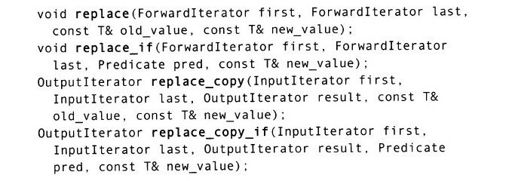 void replace(ForwardIterator first, ForwardIterator last,
const T& old_value, const T& new_value);
void replace_if(ForwardIterator first, ForwardIterator
last, Predicate pred, const T& new_value);
OutputIterator replace_copy(InputIterator first,
InputIterator last, OutputIterator result, const T&
old_value, const T& new_value);
OutputIterator replace_copy_if(InputIterator first,
InputIterator last, OutputIterator result, Predicate
pred, const T& new_value);